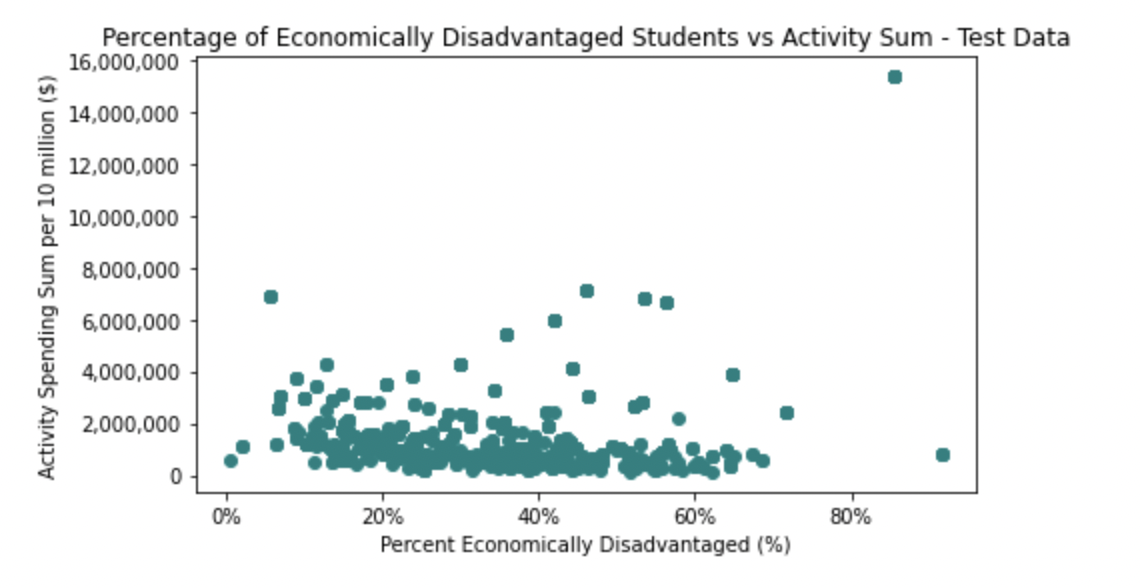 Percentage of Economically Disadvantaged Students vs Activity Sum - Test Data
Activity Spending Sum per 10 million ($)
16,000,000
14,000,000
12,000,000
10,000,000
8,000,000
6,000,000
4,000,000
2,000,000
0
0% 20% 40% 60% 80%
Percent Economically Disadvantaged (%)